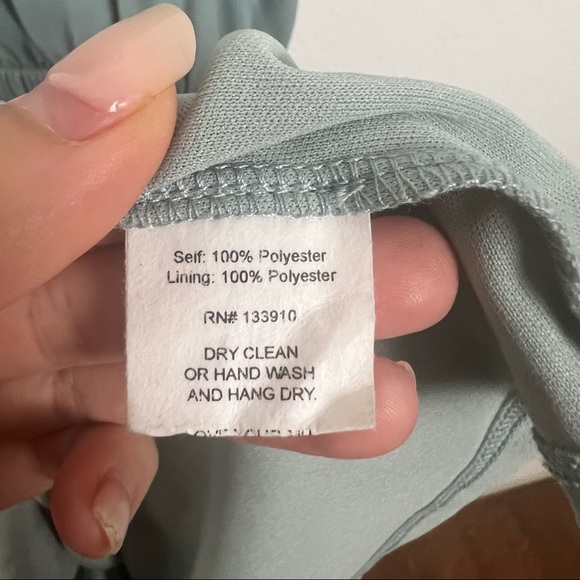 Self: 100% Polyester
Lining: 100% Polyester
RN# 133910
DRY CLEAN
OR HAND WASH
AND HANG DRY.